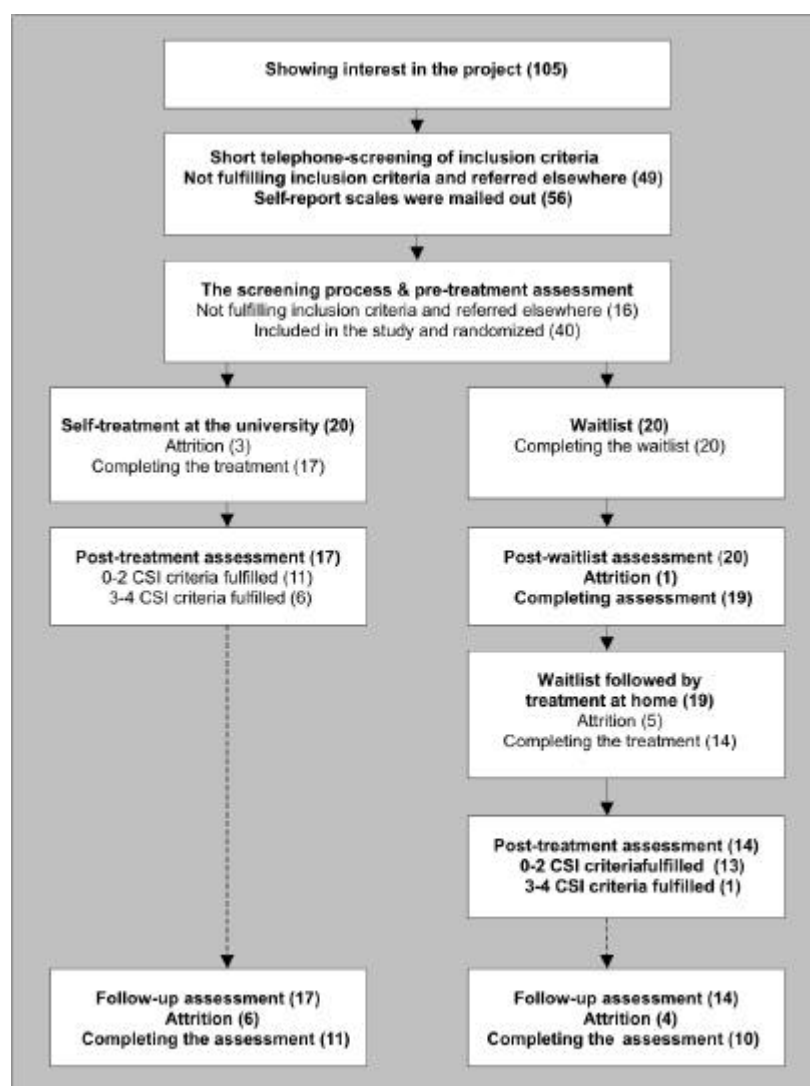 Showing interest in the project (105)
Short telephone-screening of inclusion criteria
Not fulfilling inclusion criteria and referred elsewhere (49)
Self-report scales were mailed out (56)
The screening process & pre-treatment assessment
Not fulfilling inclusion criteria and referred elsewhere (16)
Included in the study and randomized (40)
Self-treatment at the university (20)
Attrition (3)
Completing the treatment (17)
Waitlist (20)
Completing the waitlist (20)
Post-treatment assessment (17)
0-2 CSI criteria fulfilled (11)
3-4 CSI criteria fulfilled (6)
Post-waitlist assessment (20)
Attrition (1)
Completing assessment (19)
Waitlist followed by
treatment at home (19)
Attrition (5)
Completing the treatment (14)
Post-treatment assessment (14)
0-2 CSI criteriafulfilled (13)
3-4 CSI criteria fulfilled (1)
Follow-up assessment (17)
Attrition (6)
Completing the assessment (11)
Follow-up assessment (14)
Attrition (4)
Completing the assessment (10)